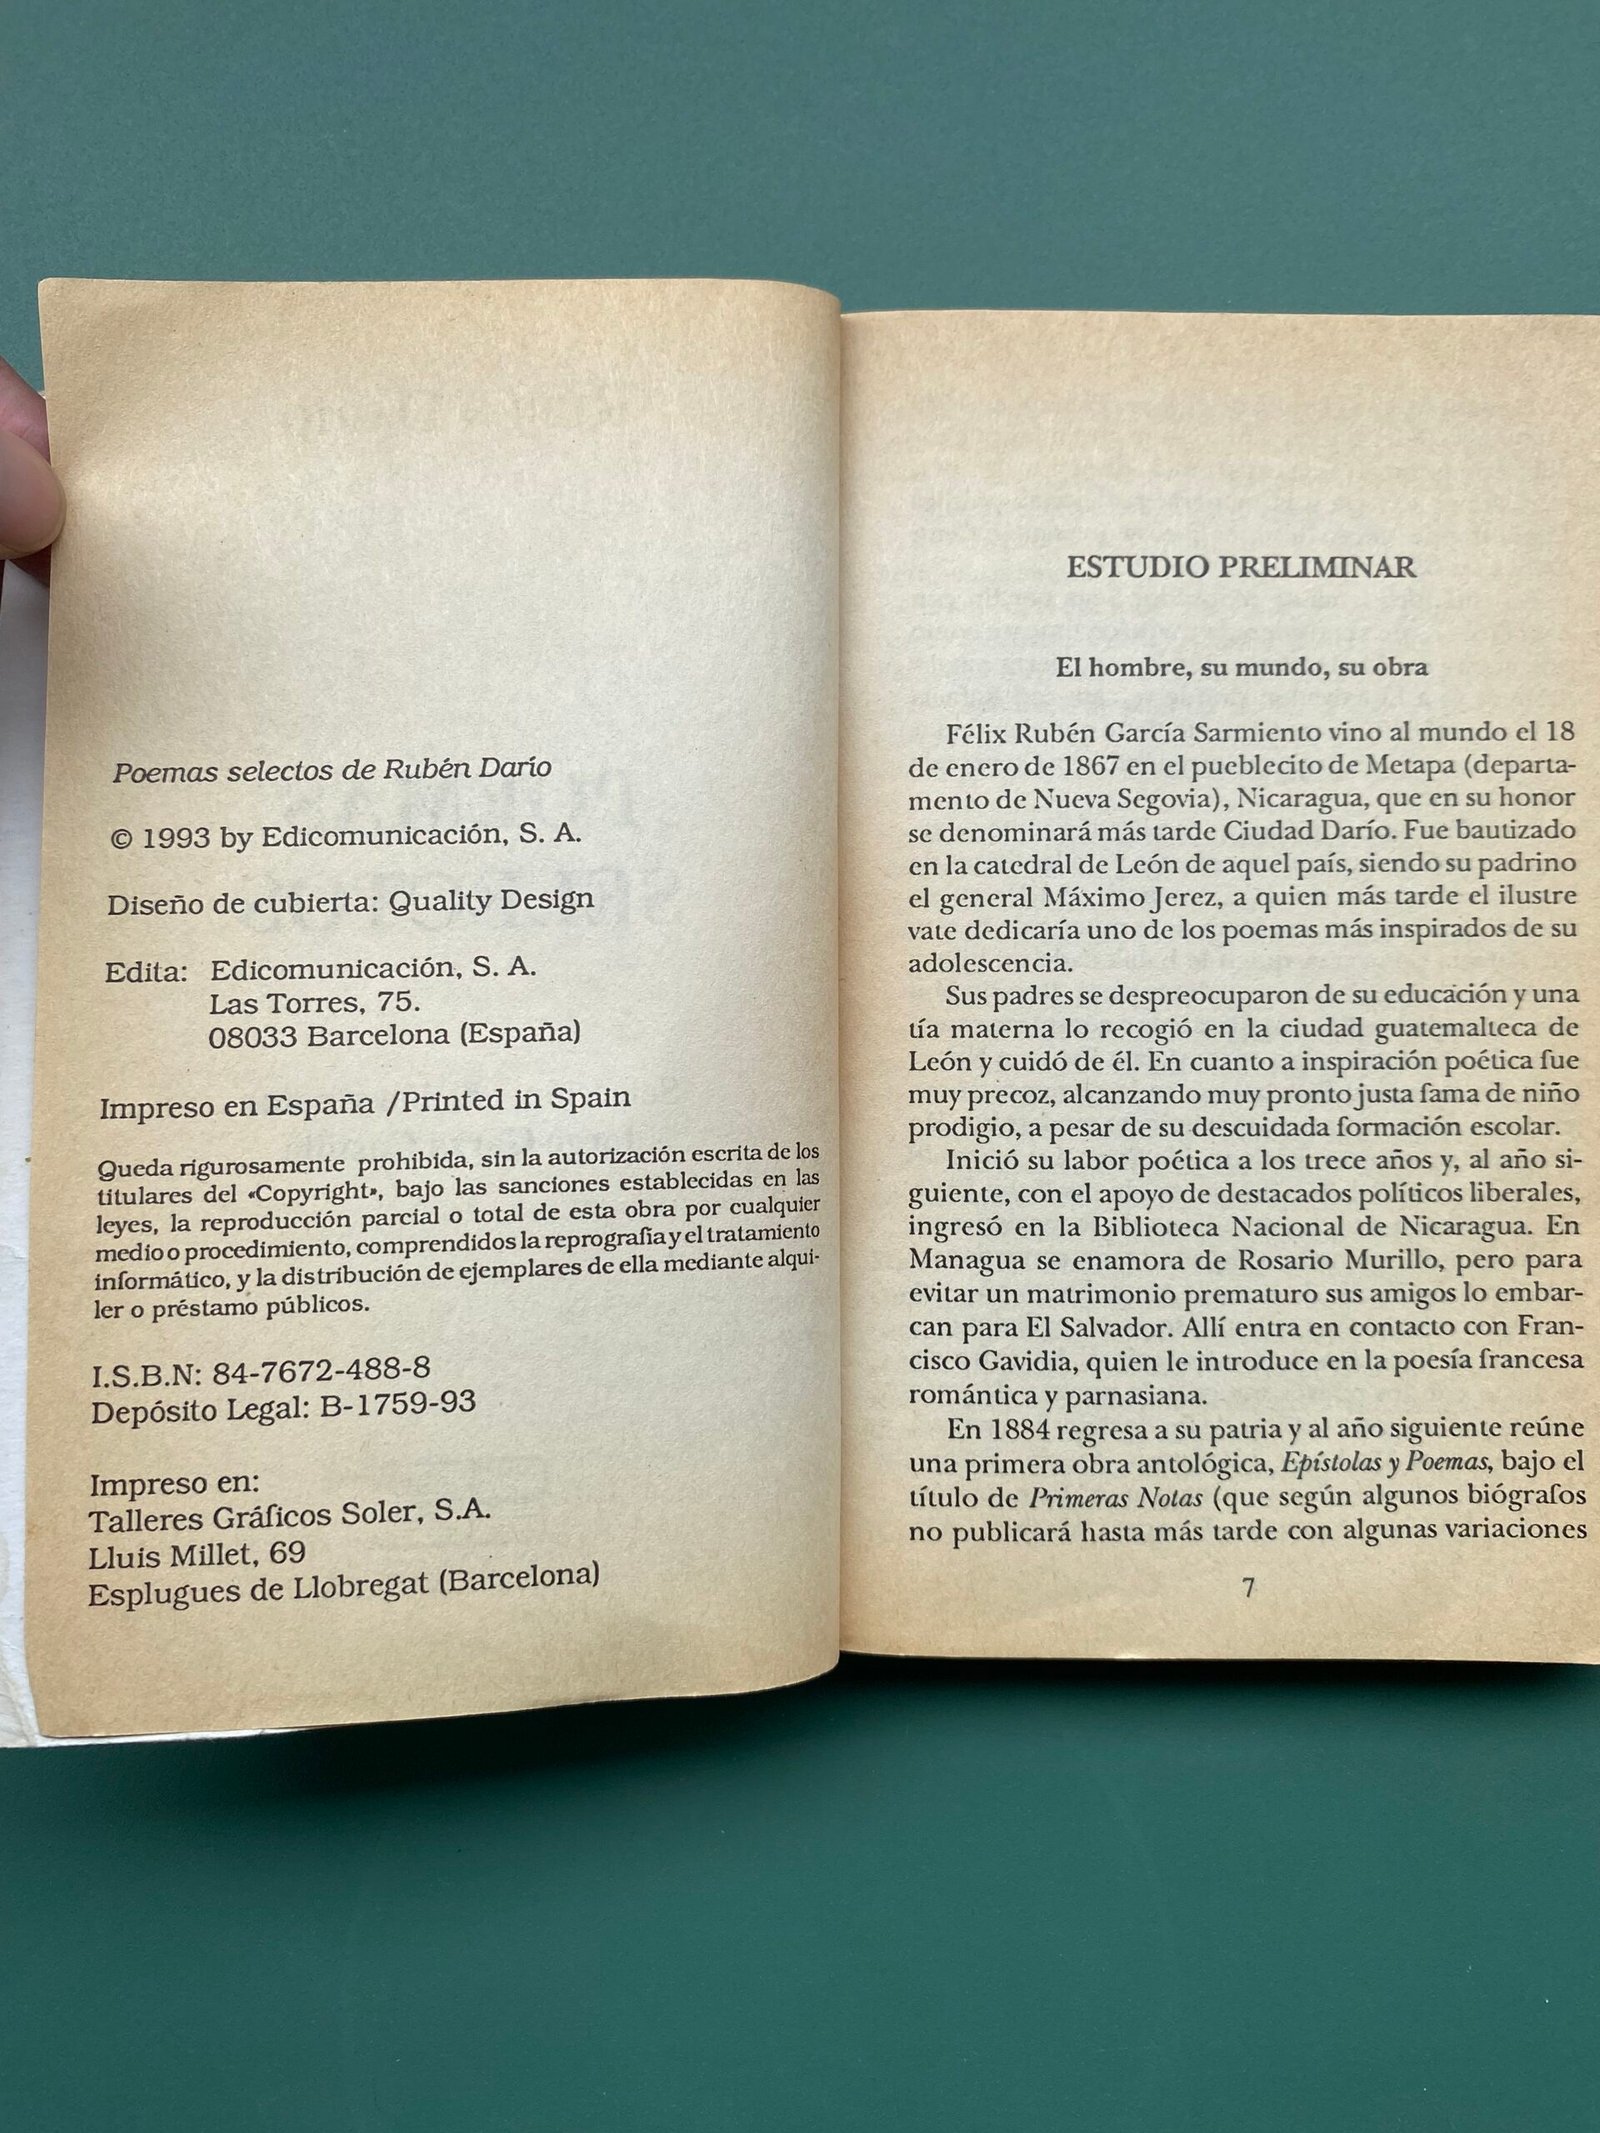 Poemas selectos de Rubén Darío
© 1993 by Edicomunicación, S. A.
Diseño de cubierta: Quality Design
Edita: Edicomunicación, S. A.
Las Torres, 75.
08033 Barcelona (España)
Impreso en España /Printed in Spain
Queda rigurosamente prohibida, sin la autorización escrita de los
titulares del «Copyright», bajo las sanciones establecidas en las
leyes, la reproducción parcial o total de esta obra por cualquier
medio o procedimiento, comprendidos la reprografía y el tratamiento
informático, y la distribución de ejemplares de ella mediante alqui-
ler o préstamo públicos.
I.S.B.N: 84-7672-488-8
Depósito Legal: B-1759-93
Impreso en:
Talleres Gráficos Soler, S.A.
Lluis Millet, 69
Esplugues de Llobregat (Barcelona)
ESTUDIO PRELIMINAR
El hombre, su mundo, su obra
Félix Rubén García Sarmiento vino al mundo el 18
de enero de 1867 en el pueblecito de Metapa (departa-
mento de Nueva Segovia), Nicaragua, que en su honor
se denominará más tarde Ciudad Darío. Fue bautizado
en la catedral de León de aquel país, siendo su padrino
el general Máximo Jerez, a quien más tarde el ilustre
vate dedicaría uno de los poemas más inspirados de su
adolescencia.
Sus padres se despreocuparon de su educación y una
tía materna lo recogió en la ciudad guatemalteca de
León y cuidó de él. En cuanto a inspiración poética fue
muy precoz, alcanzando muy pronto justa fama de niño
prodigio, a pesar de su descuidada formación escolar.
Inició su labor poética a los trece años y, al año si-
guiente, con el apoyo de destacados políticos liberales,
ingresó en la Biblioteca Nacional de Nicaragua. En
Managua se enamora de Rosario Murillo, pero para
evitar un matrimonio prematuro sus amigos lo embar-
can para El Salvador. Allí entra en contacto con Fran-
cisco Gavidia, quien le introduce en la poesía francesa
romántica y parnasiana.
En 1884 regresa a su patria y al año siguiente reúne
una primera obra antológica, Epístolas y Poemas, bajo el
título de Primeras Notas (que según algunos biógrafos
no publicará hasta más tarde con algunas variaciones
7